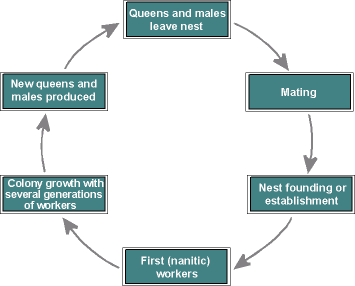 Queens and males
leave nest
Mating
Nest founding or
establishment
First (nanitic)
workers
Colony growth with
several generations
of workers
New queens and
males produced